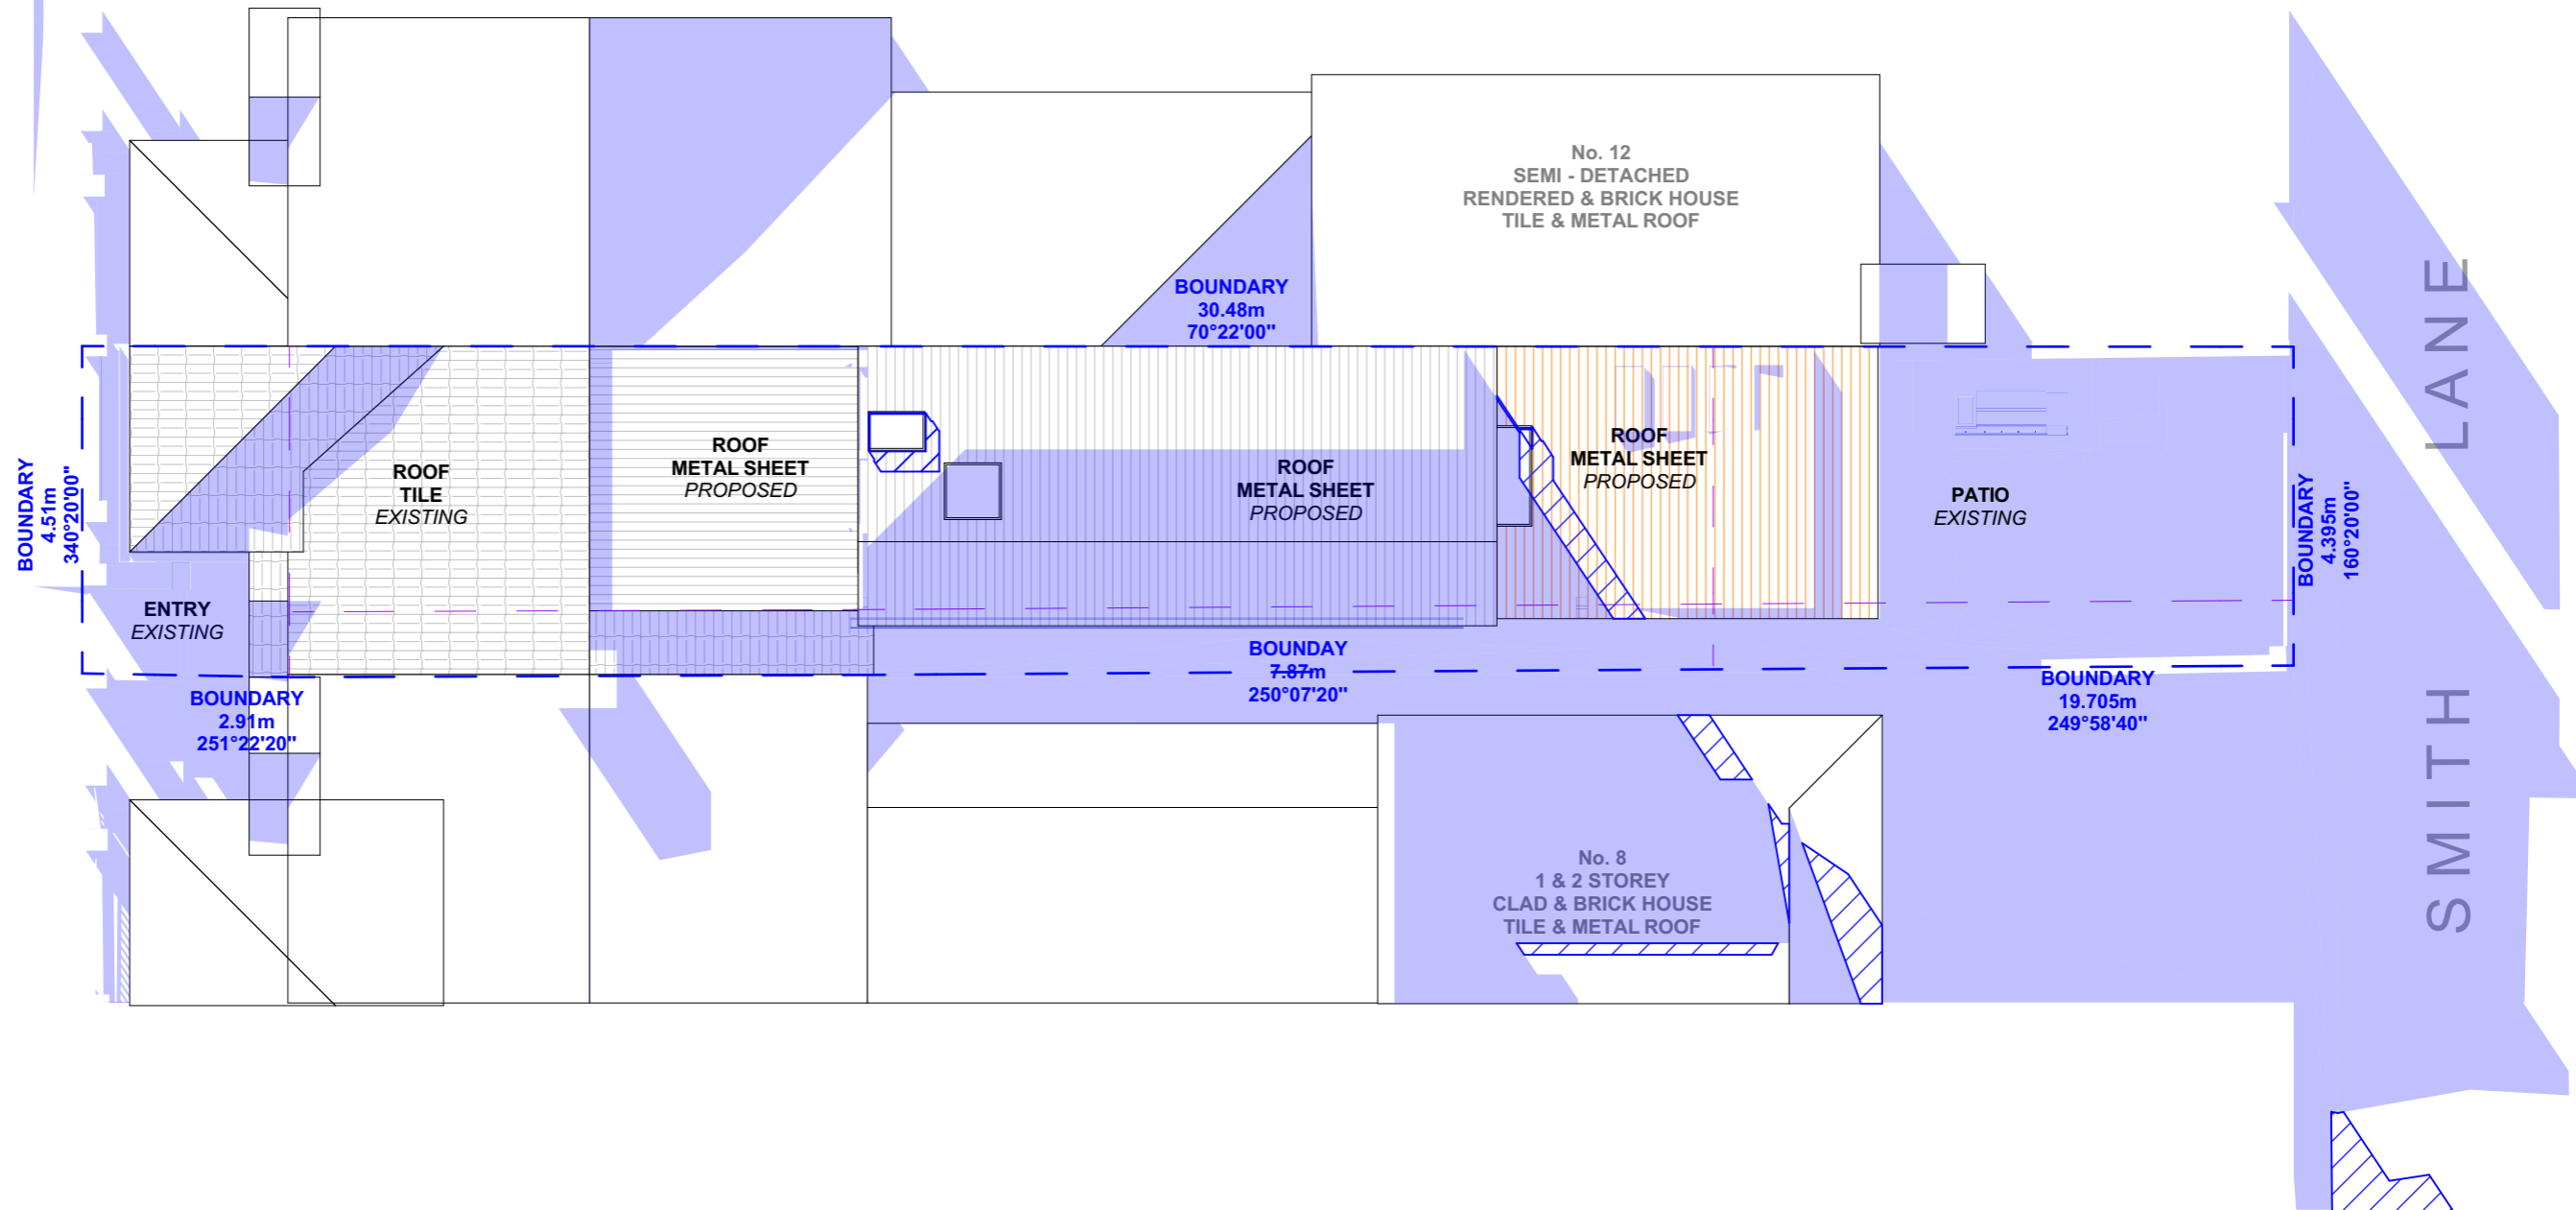 No. 12
SEMI - DETACHED
RENDERED & BRICK HOUSE
TILE & METAL ROOF
BOUNDARY
30.48m
70°22'00"
BOUNDARY
4.51m
340°20'00"
ROOF
TILE
EXISTING
ROOF
METAL SHEET
PROPOSED
ROOF
METAL SHEET
PROPOSED
ROOF
METAL SHEET
PROPOSED
PATIO
EXISTING
BOUNDARY
4.395m
160°20'00"
ENTRY
EXISTING
BOUNDARY
2.91m
251°22'20"
BOUNDAY
7.87m
250°07'20"
BOUNDARY
19.705m
249°58'40"
No. 8
1 & 2 STOREY
CLAD & BRICK HOUSE
TILE & METAL ROOF
SMITH LANE